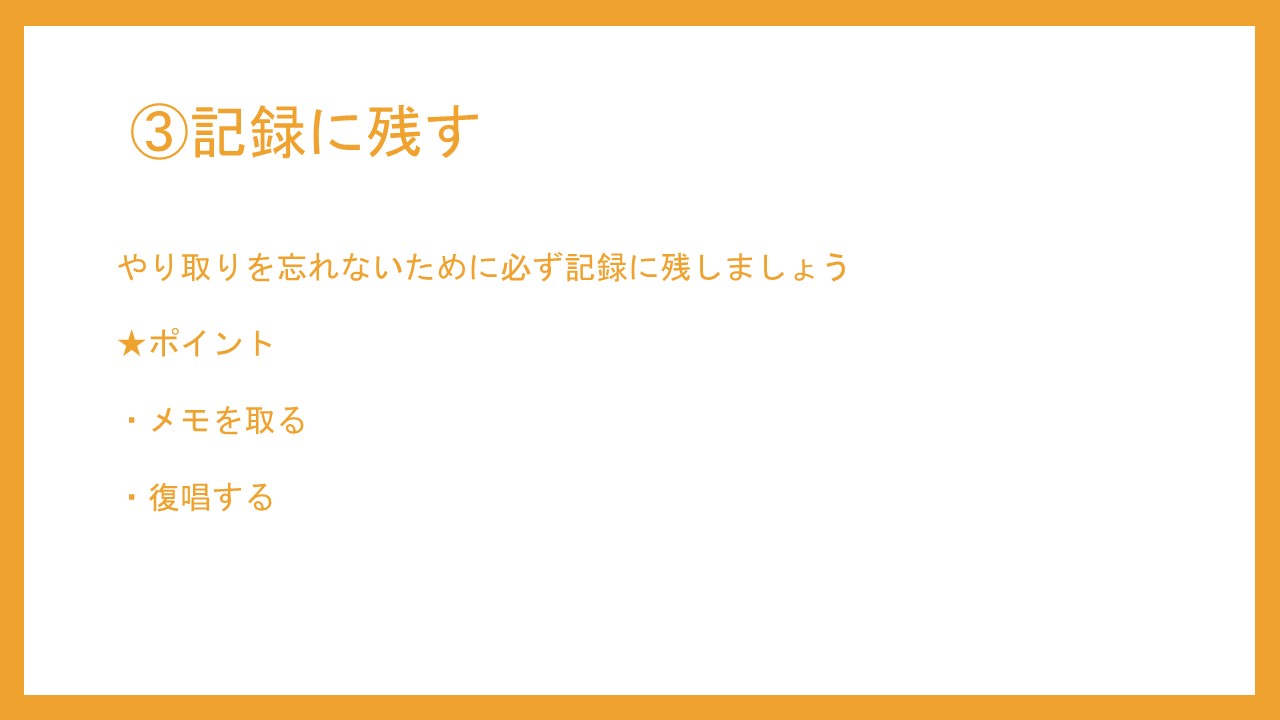 ③記録に残す
やり取りを忘れないために必ず記録に残しましょう
★ポイント
・メモを取る
・復唱する